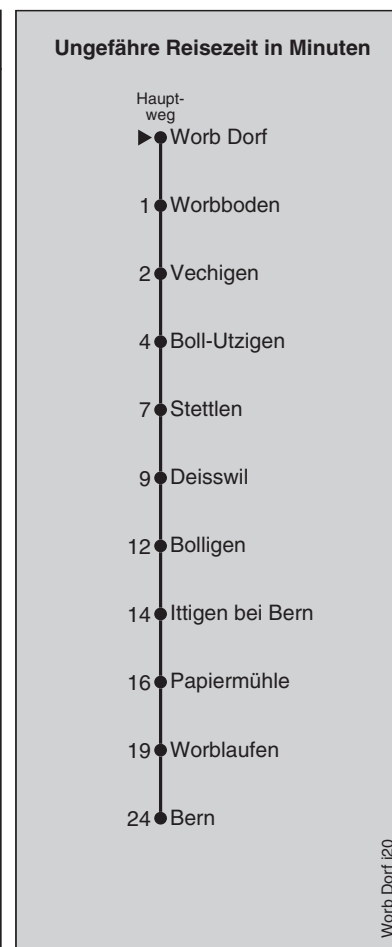 Ungefähre Reisezeit in Minuten
Haupt-
weg
Worb Dorf
1 Worbboden
2 Vechigen
4 Boll-Utzigen
7 Stettlen
9 Deisswil
12 Bolligen
14 Ittigen bei Bern
16 Papiermühle
19 Worblaufen
24 Bern
Worb Dorf j20